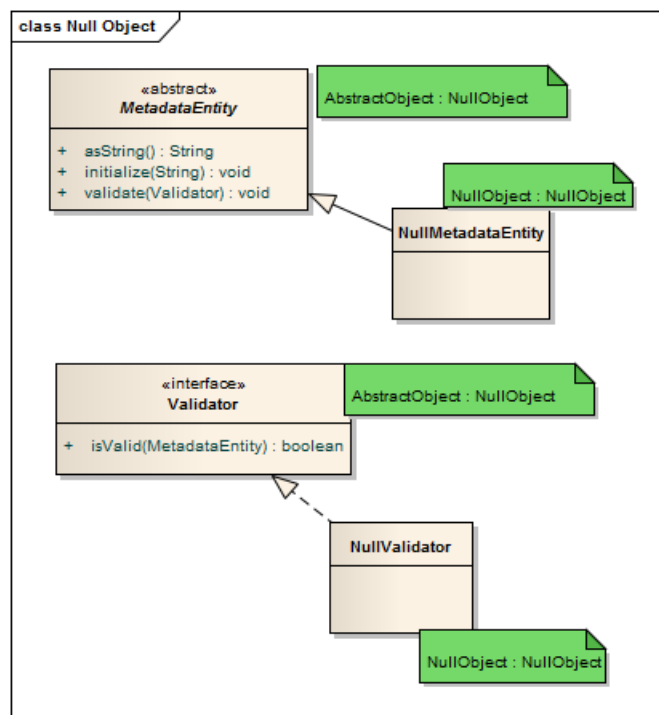 class Null Object
«abstract»
MetadataEntity
AbstractObject : NullObject
+ asString() : String
+ initialize(String) : void
+ validate(Validator) : void
NullObject : NullObject
NullMetadataEntity
«interface»
Validator
AbstractObject : NullObject
+ isValid(MetadataEntity) : boolean
NullValidator
NullObject : NullObject